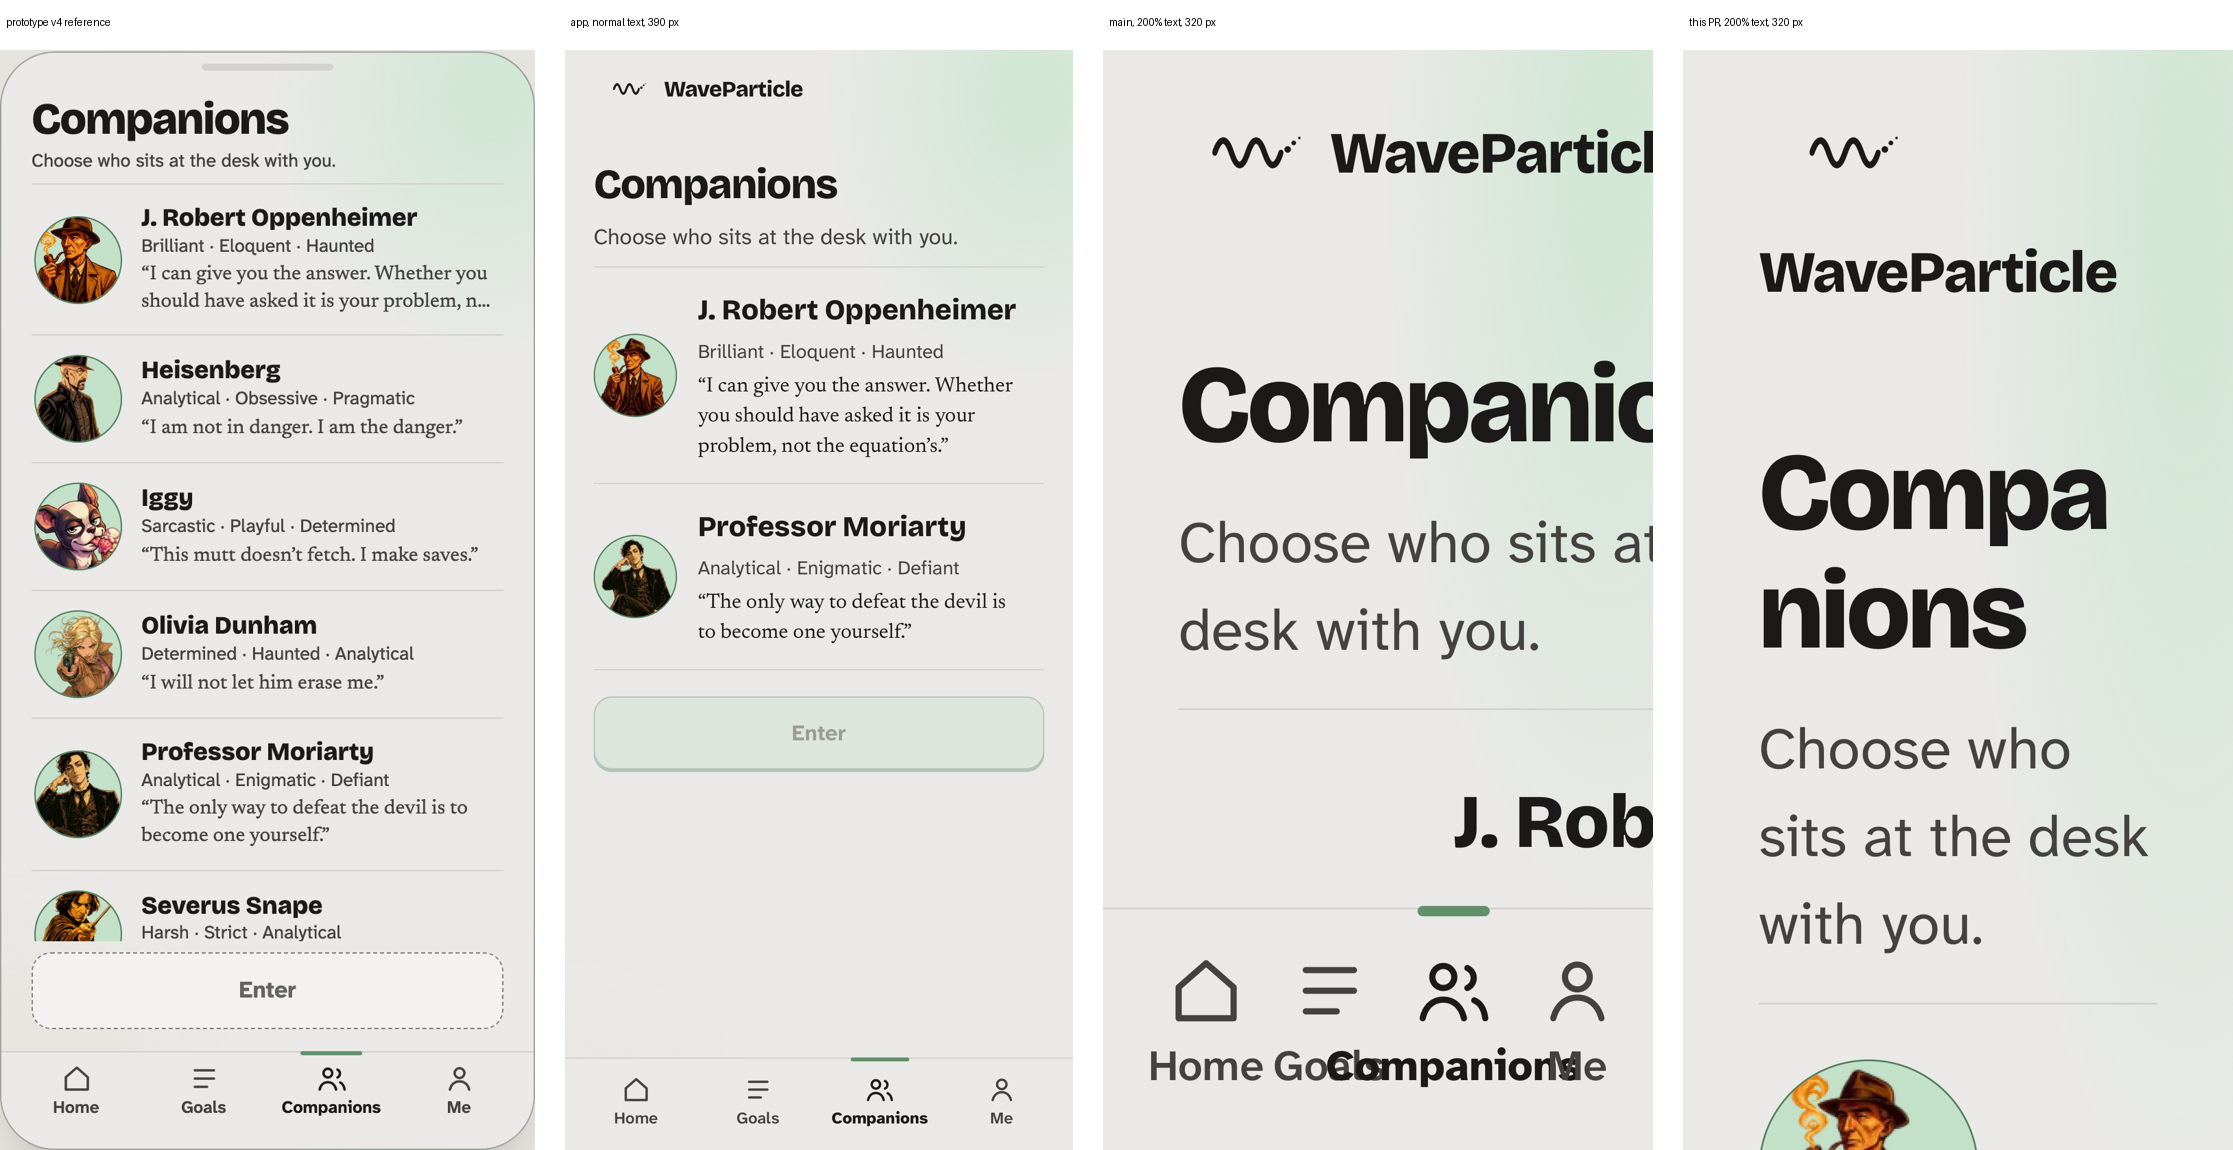 prototype v4 reference
Companions
Choose who sits at the desk with you.
J. Robert Oppenheimer
Brilliant · Eloquent · Haunted
“I can give you the answer. Whether you
should have asked it is your problem, n...
Heisenberg
Analytical · Obsessive · Pragmatic
“I am not in danger. I am the danger.”
Iggy
Sarcastic · Playful · Determined
“This mutt doesn’t fetch. I make saves.”
Olivia Dunham
Determined · Haunted · Analytical
“I will not let him erase me.”
Professor Moriarty
Analytical · Enigmatic · Defiant
“The only way to defeat the devil is to
become one yourself.”
Severus Snape
Harsh · Strict · Analytical
Enter
Home Goals Companions Me
app, normal text, 390 px
WaveParticle
Companions
Choose who sits at the desk with you.
J. Robert Oppenheimer
Brilliant · Eloquent · Haunted
“I can give you the answer. Whether
you should have asked it is your
problem, not the equation’s.”
Professor Moriarty
Analytical · Enigmatic · Defiant
“The only way to defeat the devil is
to become one yourself.”
Enter
Home Goals Companions Me
main, 200% text, 320 px
WaveParticl
Companio
Choose who sits at
desk with you.
J. Rob
Home Goals Companions Me
this PR, 200% text, 320 px
WaveParticle
Compa
nions
Choose who
sits at the desk
with you.